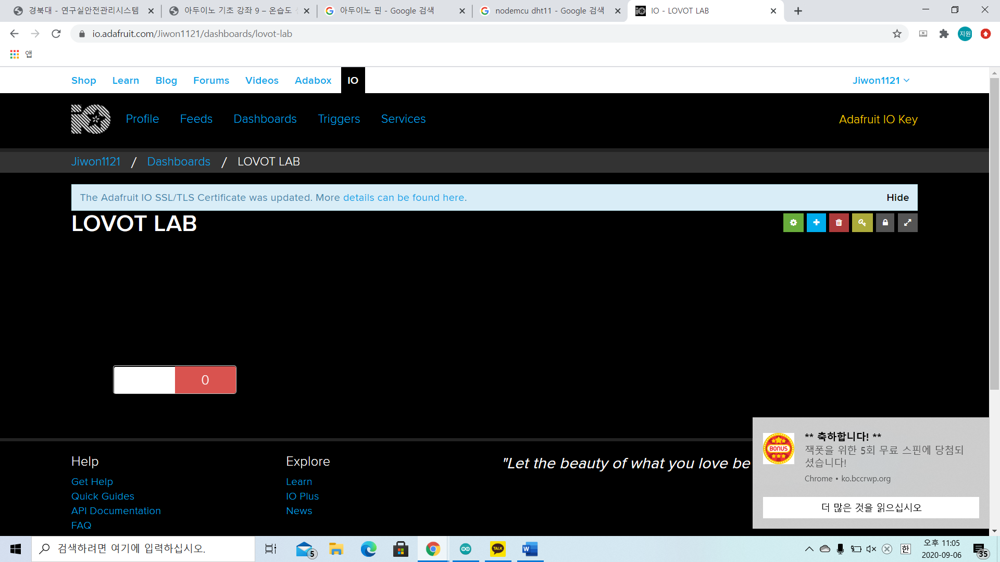 경북대 - 연구실안전관리시스템
아두이노 기초 강좌 9 – 온습도
아두이노 핀 - Google 검색
nodemcu dht11 - Google 검색
IO - LOVOT LAB
io.adafruit.com/Jiwon1121/dashboards/lovot-lab
지원
앱
Shop Learn Blog Forums Videos Adabox IO
Jiwon1121
Profile Feeds Dashboards Triggers Services
Adafruit IO Key
Jiwon1121 / Dashboards / LOVOT LAB
The Adafruit IO SSL/TLS Certificate was updated. More details can be found here.
Hide
LOVOT LAB
0
Help
Get Help
Quick Guides
API Documentation
FAQ
Explore
Learn
IO Plus
News
"Let the beauty of what you love be
BONUS
** 축하합니다! **
잭팟을 위한 5회 무료 스핀에 당첨되
셨습니다!
Chrome • ko.bccrwp.org
더 많은 것을 읽으십시오
검색하려면 여기에 입력하십시오.
5
TALK
W
한
오후 11:05
2020-09-06
35